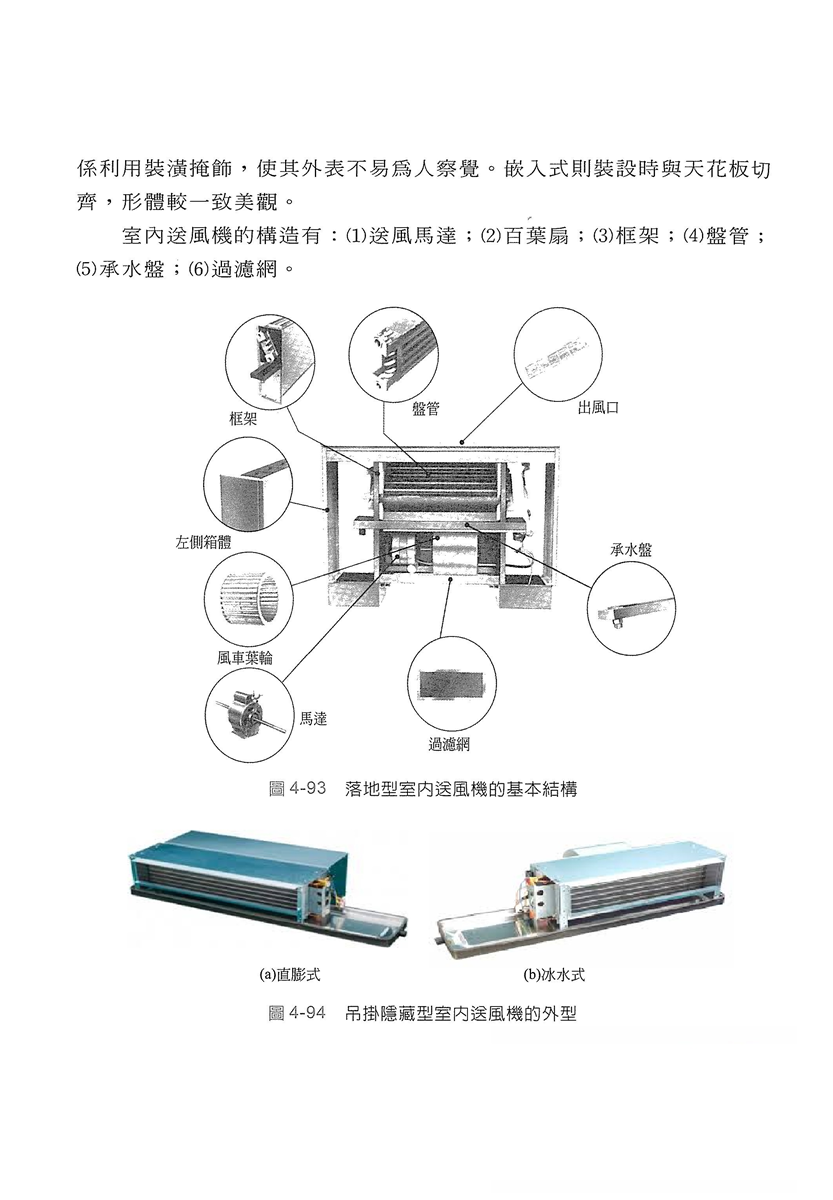 係利用裝潢掩飾，使其外表不易為人察覺。嵌入式則裝設時與天花板切
齊，形體較一致美觀。
室內送風機的構造有：⑴送風馬達；⑵百葉扇；⑶框架；⑷盤管；
⑸承水盤；⑹過濾網。
框架
盤管
出風口
左側箱體
承水盤
風車葉輪
馬達
過濾網
圖 4-93 落地型室內送風機的基本結構
(a)直膨式
(b)冰水式
圖 4-94 吊掛隱藏型室內送風機的外型